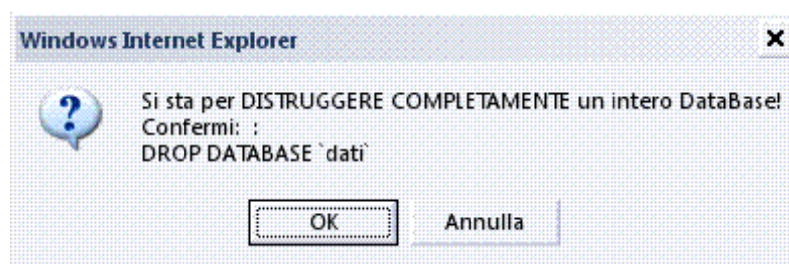 Windows Internet Explorer
Si sta per DISTRUGGERE COMPLETAMENTE un intero DataBase!
Confermi: :
DROP DATABASE `dati`
OK Annulla